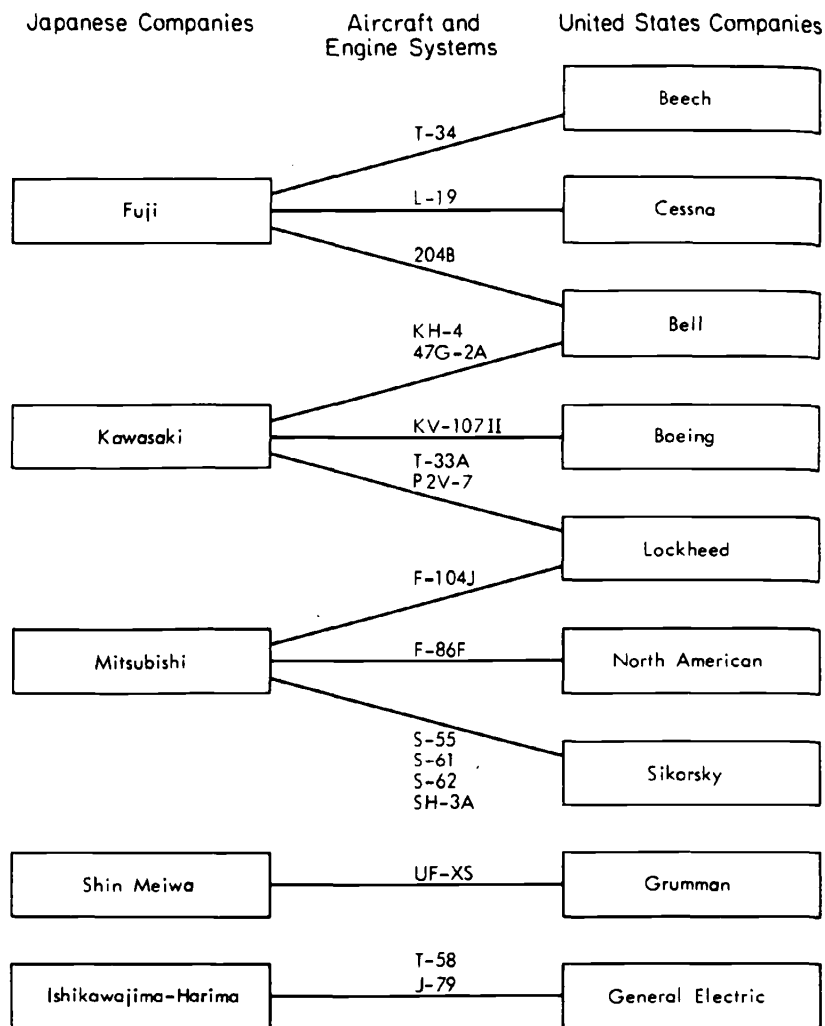 Japanese Companies
Aircraft and
Engine Systems
United States Companies
Beech
T-34
Fuji
L-19
Cessna
204B
Bell
KH-4
47G-2A
Kawasaki
KV-107II
Boeing
T-33A
P2V-7
Lockheed
F-104J
Mitsubishi
F-86F
North American
S-55
S-61
S-62
SH-3A
Sikorsky
Shin Meiwa
UF-XS
Grumman
T-58
J-79
Ishikawajima-Harima
General Electric